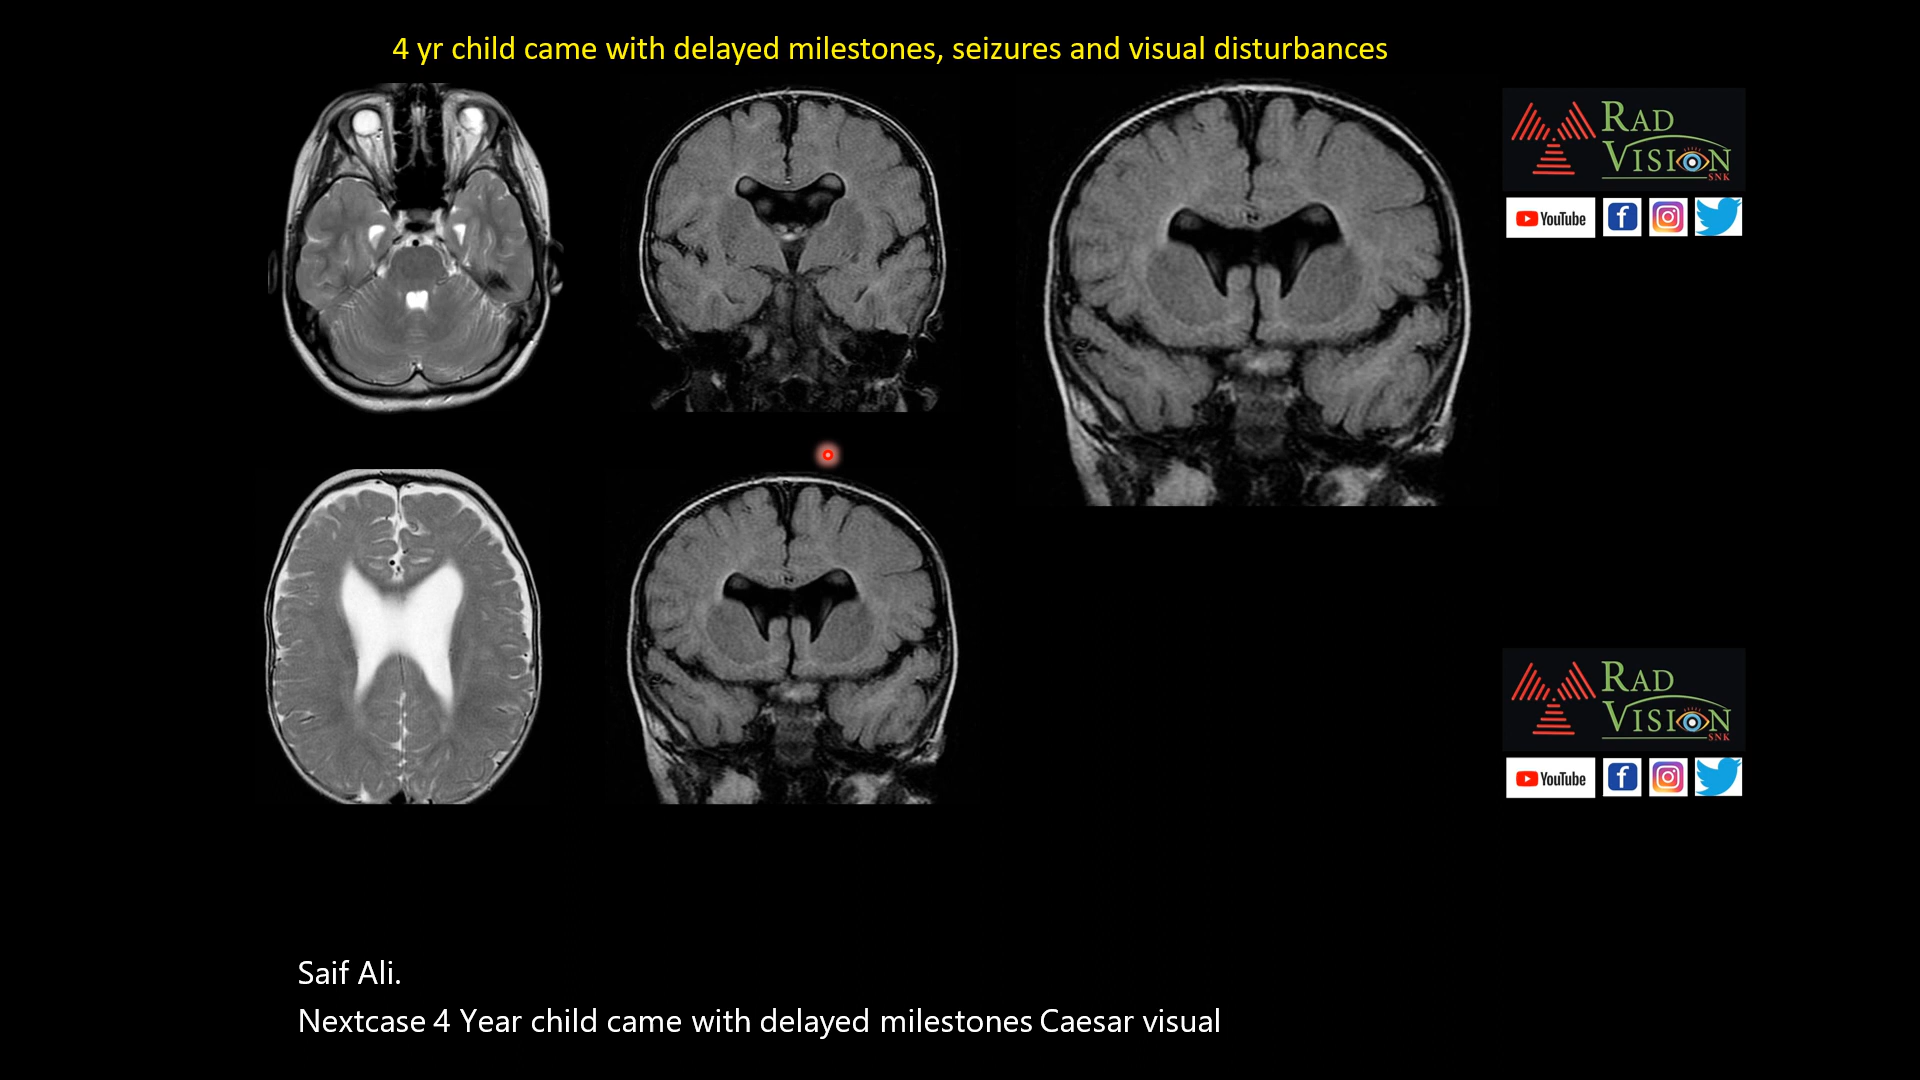 4 yr child came with delayed milestones, seizures and visual disturbances
RAD
VISION
SNK
YouTube
RAD
VISION
SNK
YouTube
Saif Ali.
Nextcase 4 Year child came with delayed milestones Caesar visual